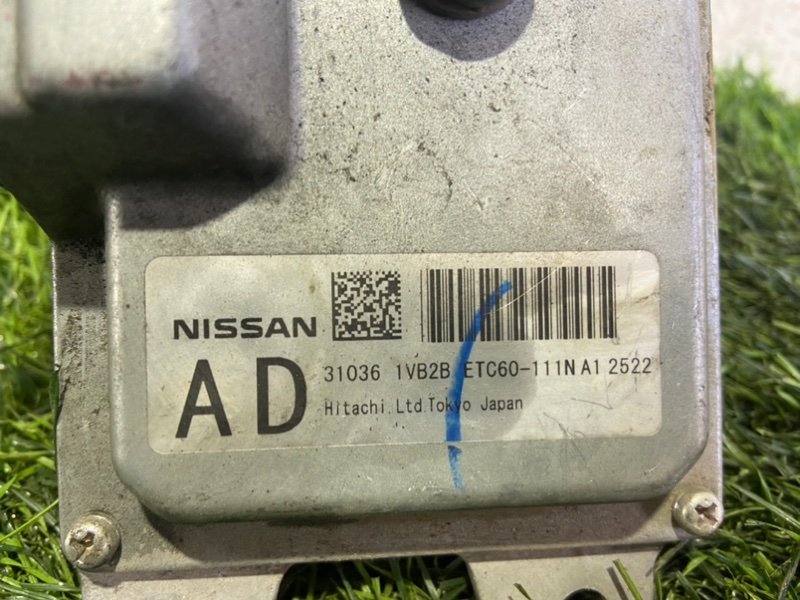 NISSAN
AD 31036 1VB2B ETC60-111N A1 2522
Hitachi.Ltd.Tokyo Japan